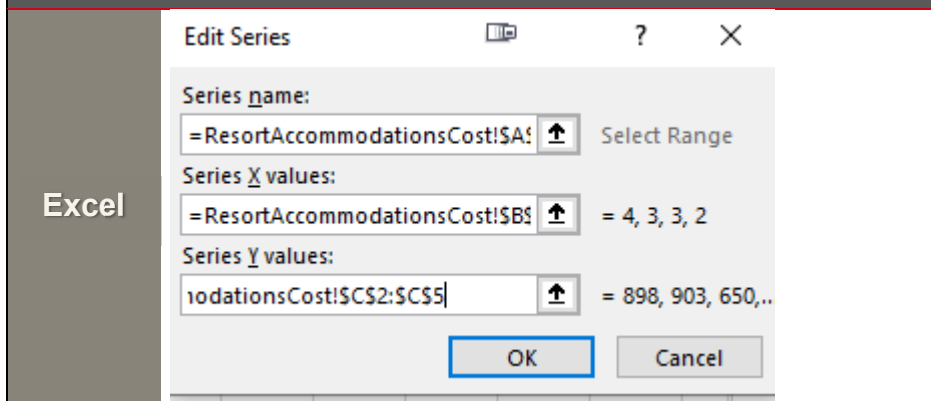 Edit Series ?
Series name:
=ResortAccommodationsCost!$A$ Select Range
Series X values:
Excel
=ResortAccommodationsCost!$B$ = 4, 3, 3, 2
Series Y values:
nodationsCost!$C$2:$C$5 = 898, 903, 650,..
OK Cancel